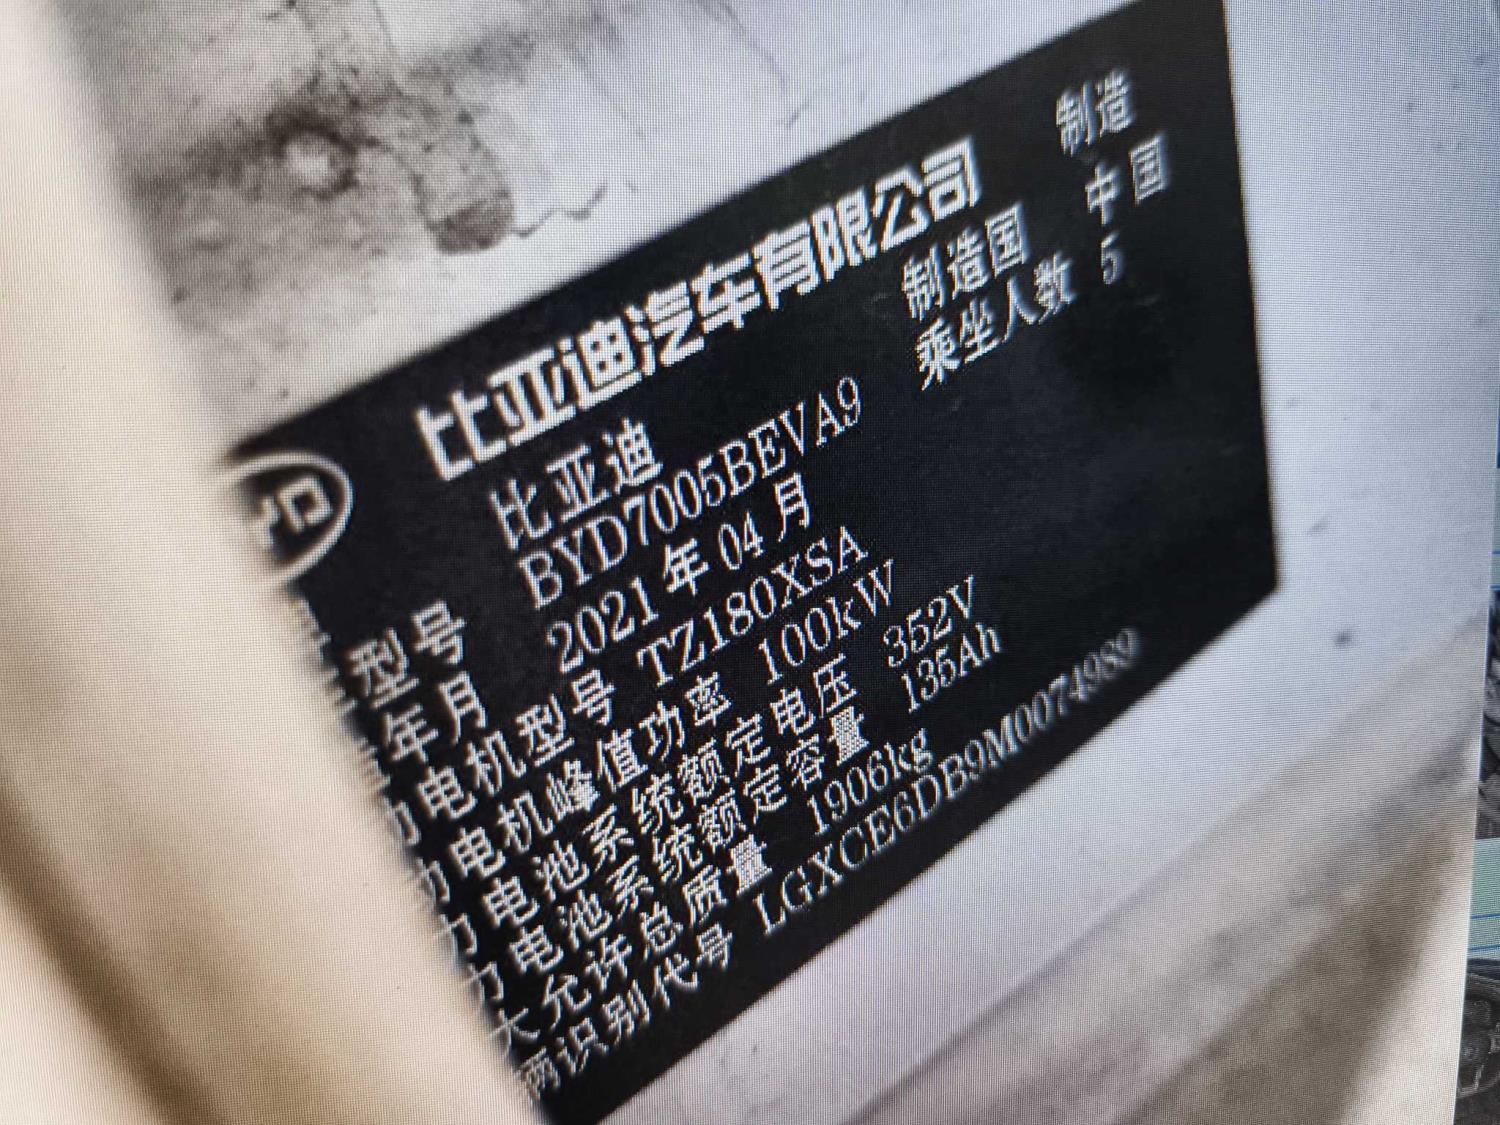 比亚迪汽车有限公司 制造
比亚迪 制造国 中国
型号 BYD7005BEVA9 乘坐人数 5
年月 2021年04月
电机型号 TZ180XSA
电机峰值功率 100kW
电池系统额定电压 352V
电池系统额定容量 135Ah
大允许总质量 1906kg
辆识别代号 LGXCE6DB9M0074989